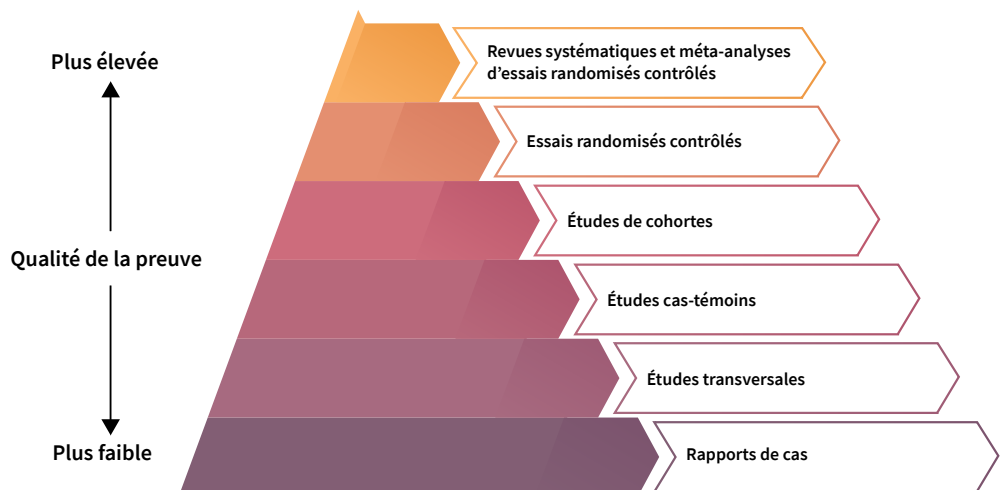 Plus élevée
Qualité de la preuve
Plus faible
Revues systématiques et méta-analyses
d’essais randomisés contrôlés
Essais randomisés contrôlés
Études de cohortes
Études cas-témoins
Études transversales
Rapports de cas